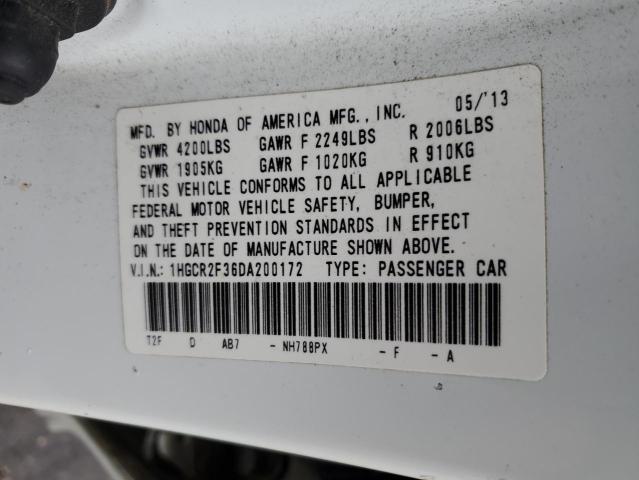 MFD. BY HONDA OF AMERICA MFG., INC. 05/'13
GVWR 4200LBS GAWR F 2249LBS R 2006LBS
GVWR 1905KG GAWR F 1020KG R 910KG
THIS VEHICLE CONFORMS TO ALL APPLICABLE
FEDERAL MOTOR VEHICLE SAFETY, BUMPER,
AND THEFT PREVENTION STANDARDS IN EFFECT
ON THE DATE OF MANUFACTURE SHOWN ABOVE.
V.I.N.: 1HGCR2F36DA200172 TYPE: PASSENGER CAR
T2F D AB7 - NH788PX - F - A